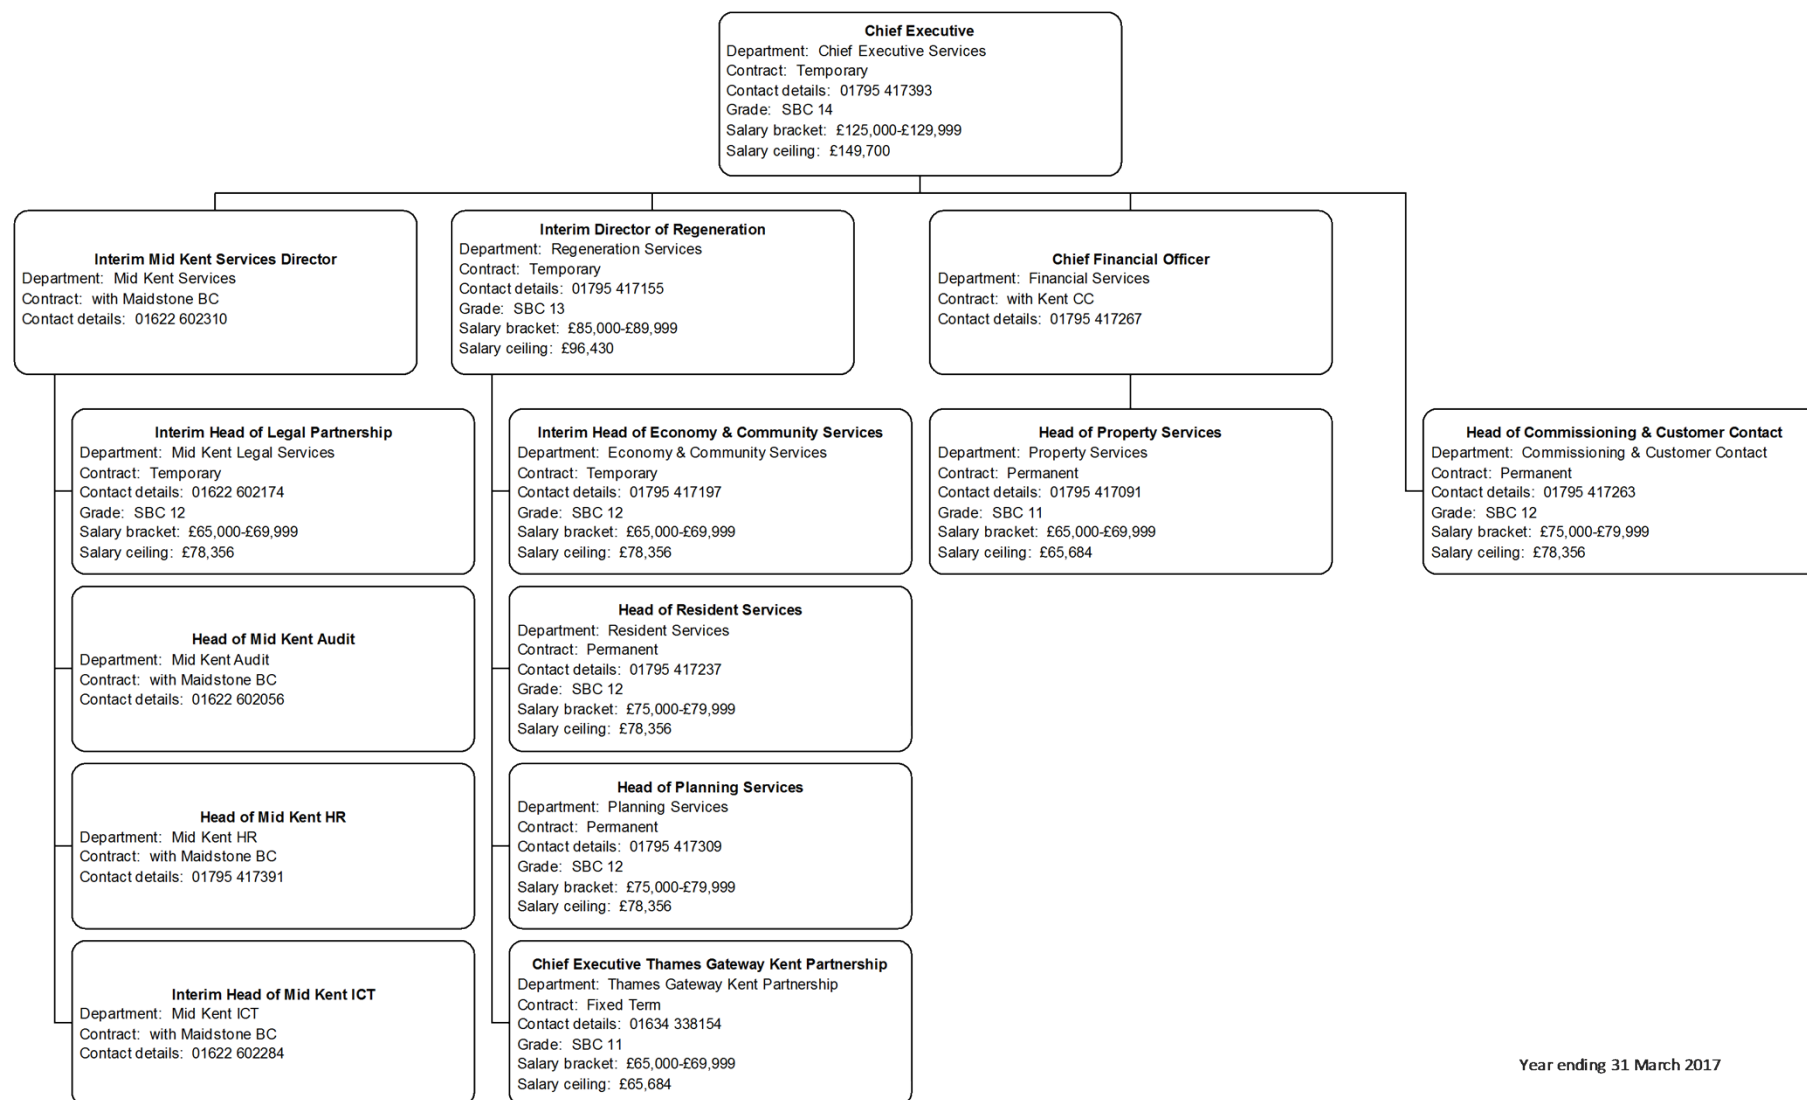 Chief Executive
Department: Chief Executive Services
Contract: Temporary
Contact details: 01795 417393
Grade: SBC 14
Salary bracket: £125,000-£129,999
Salary ceiling: £149,700
Interim Mid Kent Services Director
Department: Mid Kent Services
Contract: with Maidstone BC
Contact details: 01622 602310
Interim Director of Regeneration
Department: Regeneration Services
Contract: Temporary
Contact details: 01795 417155
Grade: SBC 13
Salary bracket: £85,000-£89,999
Salary ceiling: £96,430
Chief Financial Officer
Department: Financial Services
Contract: with Kent CC
Contact details: 01795 417267
Interim Head of Legal Partnership
Department: Mid Kent Legal Services
Contract: Temporary
Contact details: 01622 602174
Grade: SBC 12
Salary bracket: £65,000-£69,999
Salary ceiling: £78,356
Interim Head of Economy & Community Services
Department: Economy & Community Services
Contract: Temporary
Contact details: 01795 417197
Grade: SBC 12
Salary bracket: £65,000-£69,999
Salary ceiling: £78,356
Head of Property Services
Department: Property Services
Contract: Permanent
Contact details: 01795 417091
Grade: SBC 11
Salary bracket: £65,000-£69,999
Salary ceiling: £65,684
Head of Commissioning & Customer Contact
Department: Commissioning & Customer Contact
Contract: Permanent
Contact details: 01795 417263
Grade: SBC 12
Salary bracket: £75,000-£79,999
Salary ceiling: £78,356
Head of Mid Kent Audit
Department: Mid Kent Audit
Contract: with Maidstone BC
Contact details: 01622 602056
Head of Resident Services
Department: Resident Services
Contract: Permanent
Contact details: 01795 417237
Grade: SBC 12
Salary bracket: £75,000-£79,999
Salary ceiling: £78,356
Head of Mid Kent HR
Department: Mid Kent HR
Contract: with Maidstone BC
Contact details: 01795 417391
Head of Planning Services
Department: Planning Services
Contract: Permanent
Contact details: 01795 417309
Grade: SBC 12
Salary bracket: £75,000-£79,999
Salary ceiling: £78,356
Interim Head of Mid Kent ICT
Department: Mid Kent ICT
Contract: with Maidstone BC
Contact details: 01622 602284
Chief Executive Thames Gateway Kent Partnership
Department: Thames Gateway Kent Partnership
Contract: Fixed Term
Contact details: 01634 338154
Grade: SBC 11
Salary bracket: £65,000-£69,999
Salary ceiling: £65,684
Year ending 31 March 2017